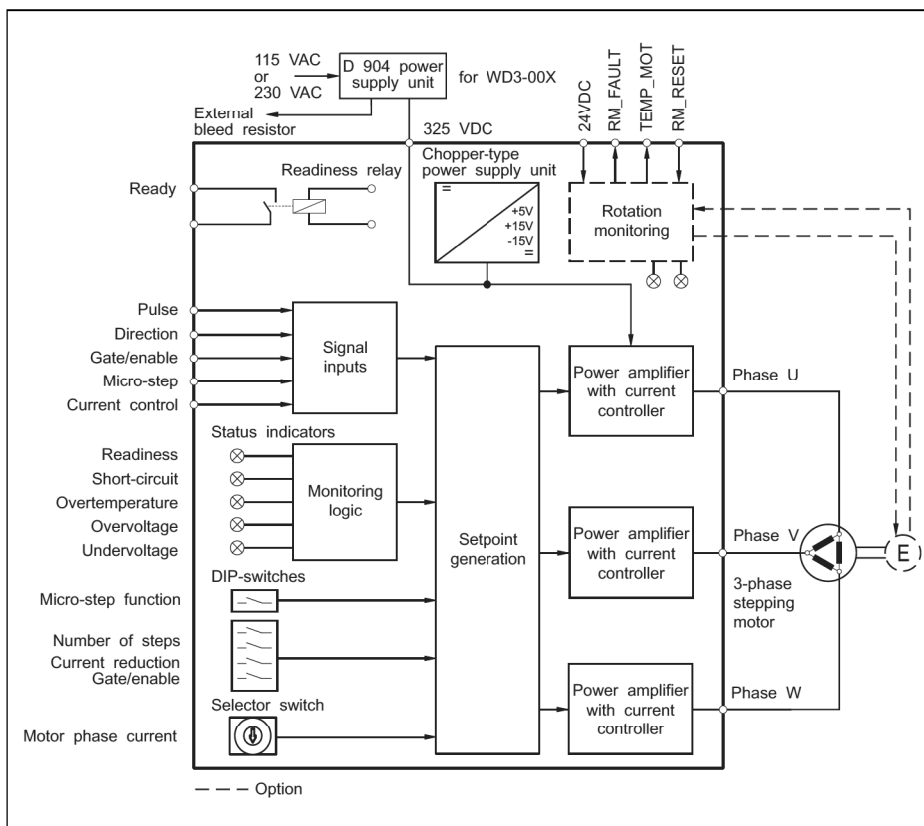 115 VAC
or
230 VAC
D 904 power
supply unit
for WD3-00X
External
bleed resistor
325 VDC
24VDC
RM_FAULT
TEMP_MOT
RM_RESET
Ready
Readiness relay
Chopper-type
power supply unit
=
+5V
+15V
-15V
=
Rotation
monitoring
Pulse
Direction
Gate/enable
Micro-step
Current control
Signal
inputs
Power amplifier
with current
controller
Phase U
Status indicators
Readiness
Short-circuit
Overtemperature
Overvoltage
Undervoltage
Monitoring
logic
Setpoint
generation
Power amplifier
with current
controller
Phase V
E
3-phase
stepping
motor
DIP-switches
Micro-step function
Number of steps
Current reduction
Gate/enable
Selector switch
Motor phase current
Power amplifier
with current
controller
Phase W
Option